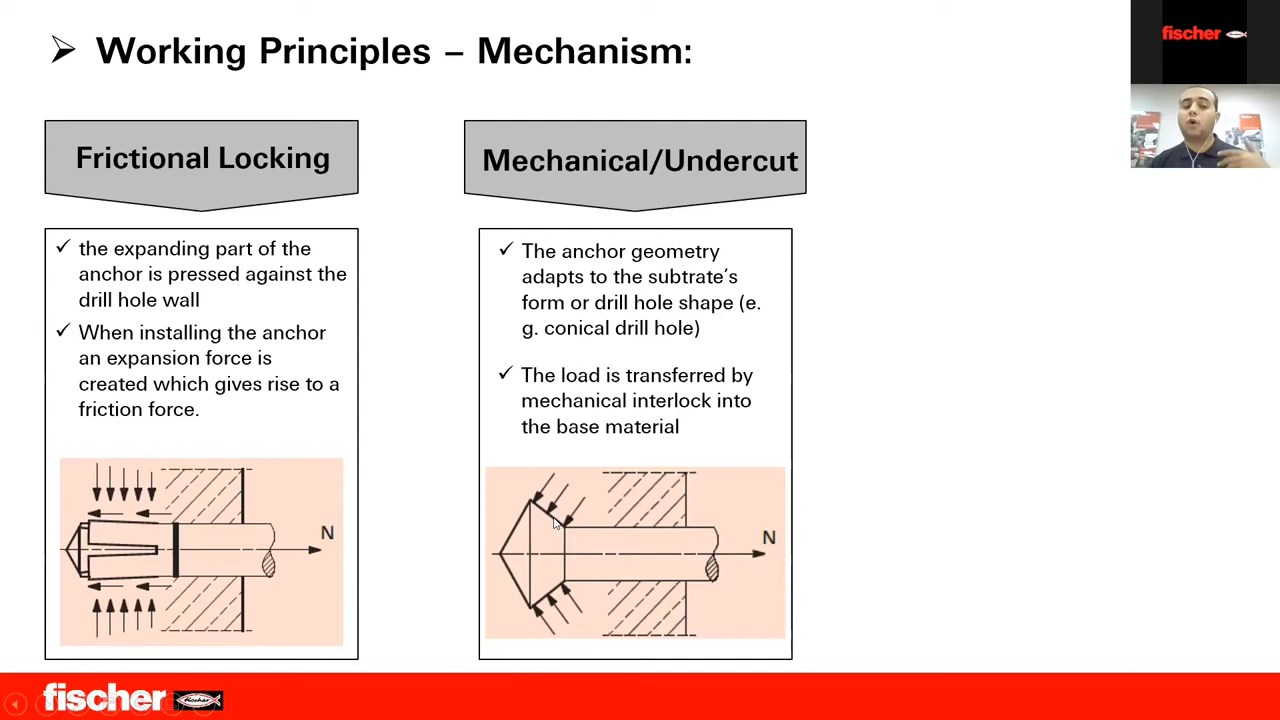 Working Principles – Mechanism:
fischer
Frictional Locking
Mechanical/Undercut
the expanding part of the
anchor is pressed against the
drill hole wall
When installing the anchor
an expansion force is
created which gives rise to a
friction force.
The anchor geometry
adapts to the subtrate's
form or drill hole shape (e.
g. conical drill hole)
The load is transferred by
mechanical interlock into
the base material
N
N
fischer
fischer